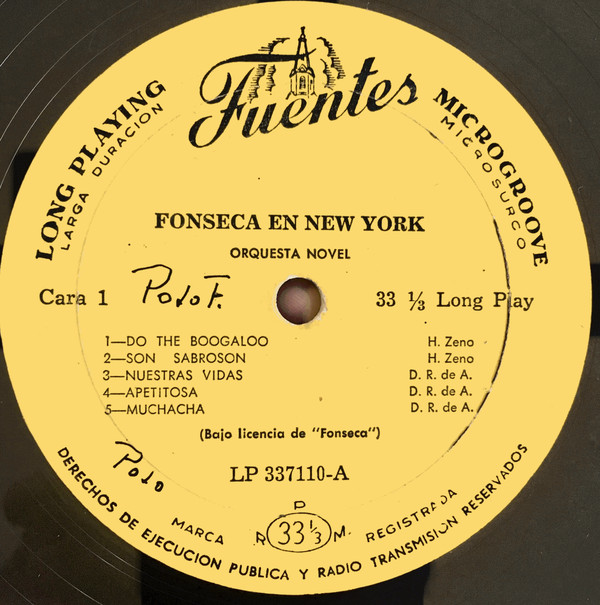 Fuentes
LONG PLAYING
LARGA DURACION
MICROGROOVE
MICROSURCO
FONSECA EN NEW YORK
ORQUESTA NOVEL
Cara 1
Polo F.
33 ⅓ Long Play
1—DO THE BOOGALOO H. Zeno
2—SON SABROSON H. Zeno
3—NUESTRAS VIDAS D. R. de A.
4—APETITOSA D. R. de A.
5—MUCHACHA D. R. de A.
(Bajo licencia de "Fonseca")
LP 337110-A
Polo
MARCA R. P. 33⅓ M. REGISTRADA
DERECHOS DE EJECUCION PUBLICA Y RADIO TRANSMISION RESERVADOS